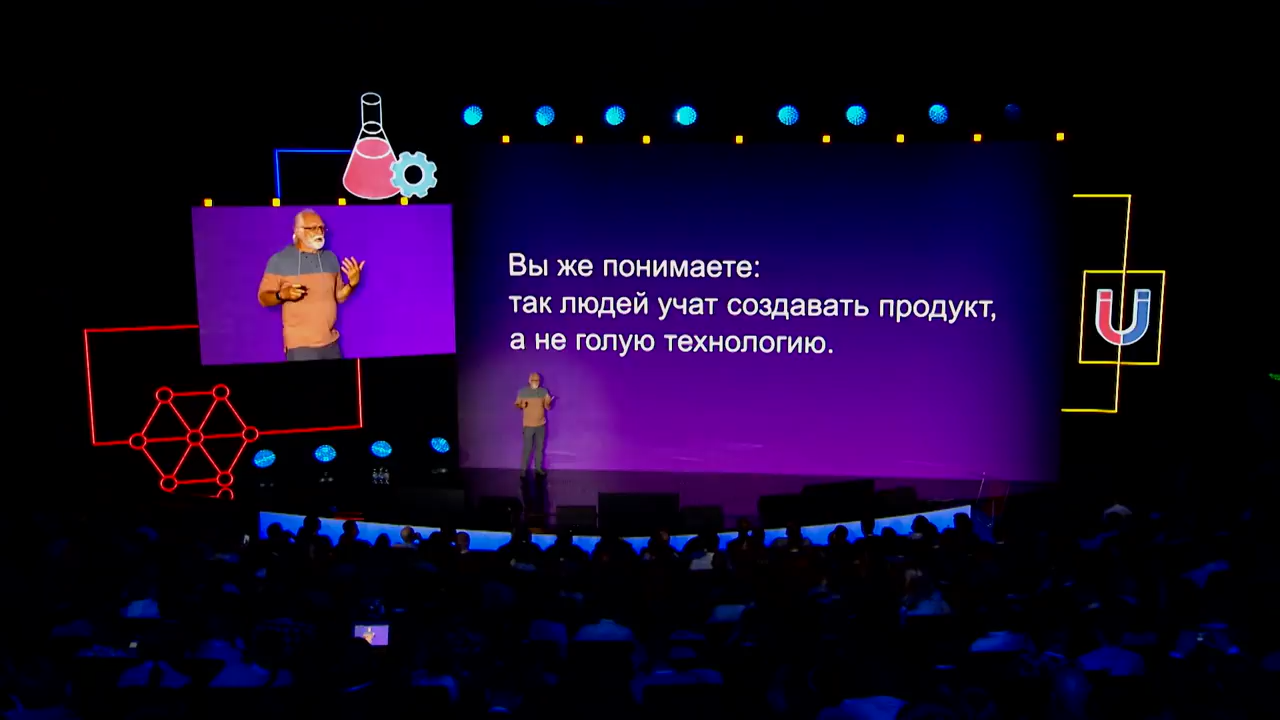 Вы же понимаете:
так людей учат создавать продукт,
а не голую технологию.